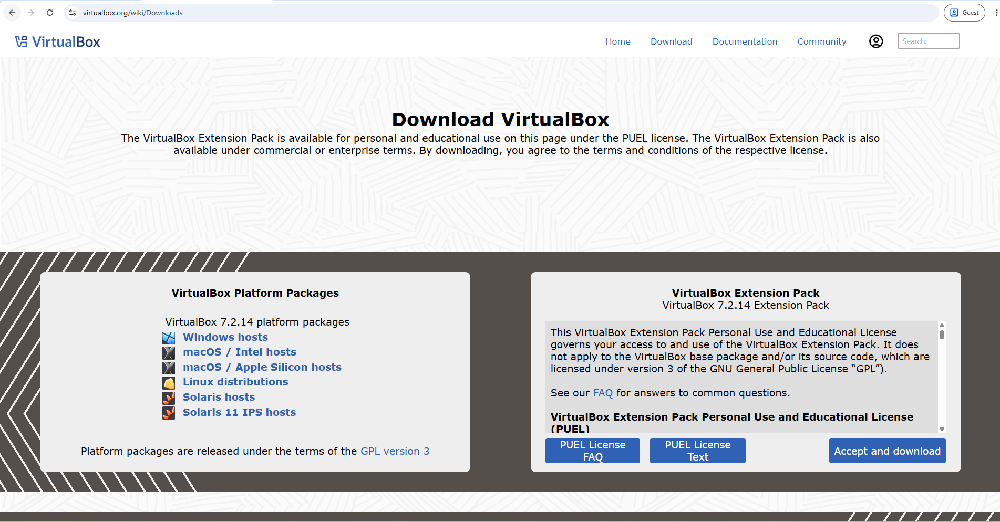 virtualbox.org/wiki/Downloads
Guest
VirtualBox
Home
Download
Documentation
Community
Search:
Download VirtualBox
The VirtualBox Extension Pack is available for personal and educational use on this page under the PUEL license. The VirtualBox Extension Pack is also
available under commercial or enterprise terms. By downloading, you agree to the terms and conditions of the respective license.
VirtualBox Platform Packages
VirtualBox 7.2.14 platform packages
Windows hosts
macOS / Intel hosts
macOS / Apple Silicon hosts
Linux distributions
Solaris hosts
Solaris 11 IPS hosts
Platform packages are released under the terms of the GPL version 3
VirtualBox Extension Pack
VirtualBox 7.2.14 Extension Pack
This VirtualBox Extension Pack Personal Use and Educational License
governs your access to and use of the VirtualBox Extension Pack. It does
not apply to the VirtualBox base package and/or its source code, which are
licensed under version 3 of the GNU General Public License “GPL”).
See our FAQ for answers to common questions.
VirtualBox Extension Pack Personal Use and Educational License
(PUEL)
PUEL License
FAQ
PUEL License
Text
Accept and download